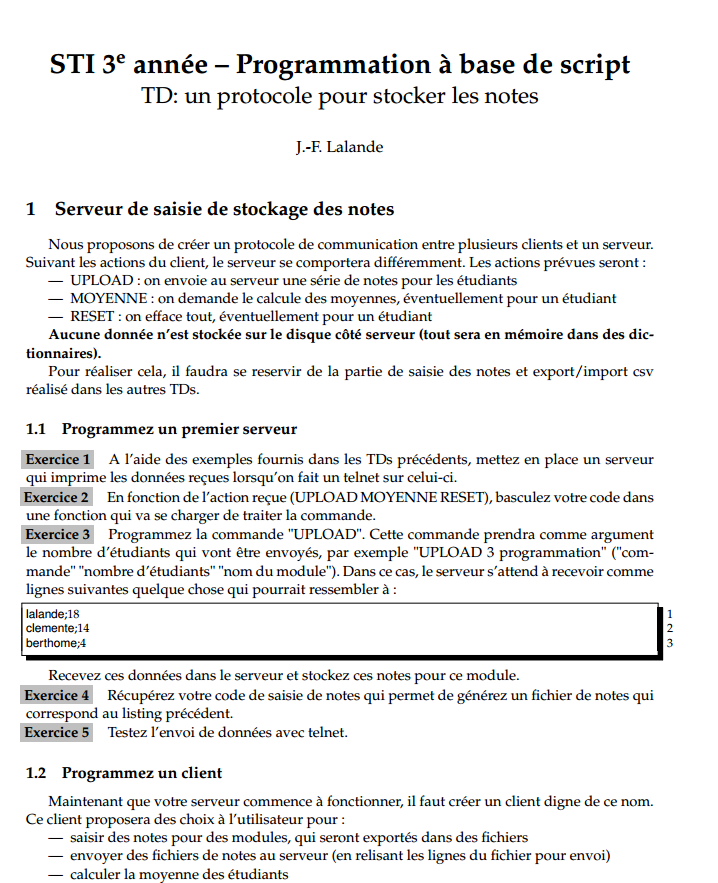 STI 3e année – Programmation à base de script
TD: un protocole pour stocker les notes
J.-F. Lalande
1 Serveur de saisie de stockage des notes
Nous proposons de créer un protocole de communication entre plusieurs clients et un serveur.
Suivant les actions du client, le serveur se comportera différemment. Les actions prévues seront :
— UPLOAD : on envoie au serveur une série de notes pour les étudiants
— MOYENNE : on demande le calcule des moyennes, éventuellement pour un étudiant
— RESET : on efface tout, éventuellement pour un étudiant
Aucune donnée n'est stockée sur le disque côté serveur (tout sera en mémoire dans des dic-
tionnaires).
Pour réaliser cela, il faudra se reservir de la partie de saisie des notes et export/import csv
réalisé dans les autres TDs.
1.1 Programmez un premier serveur
Exercice 1 A l'aide des exemples fournis dans les TDs précédents, mettez en place un serveur
qui imprime les données reçues lorsqu'on fait un telnet sur celui-ci.
Exercice 2 En fonction de l'action reçue (UPLOAD MOYENNE RESET), basculez votre code dans
une fonction qui va se charger de traiter la commande.
Exercice 3 Programmez la commande "UPLOAD". Cette commande prendra comme argument
le nombre d'étudiants qui vont être envoyés, par exemple "UPLOAD 3 programmation" ("com-
mande" "nombre d'étudiants" "nom du module"). Dans ce cas, le serveur s'attend à recevoir comme
lignes suivantes quelque chose qui pourrait ressembler à :
lalande;18 1
clemente;14 2
berthome;4 3
Recevez ces données dans le serveur et stockez ces notes pour ce module.
Exercice 4 Récupérez votre code de saisie de notes qui permet de générez un fichier de notes qui
correspond au listing précédent.
Exercice 5 Testez l'envoi de données avec telnet.
1.2 Programmez un client
Maintenant que votre serveur commence à fonctionner, il faut créer un client digne de ce nom.
Ce client proposera des choix à l'utilisateur pour :
— saisir des notes pour des modules, qui seront exportés dans des fichiers
— envoyer des fichiers de notes au serveur (en relisant les lignes du fichier pour envoi)
— calculer la moyenne des étudiants